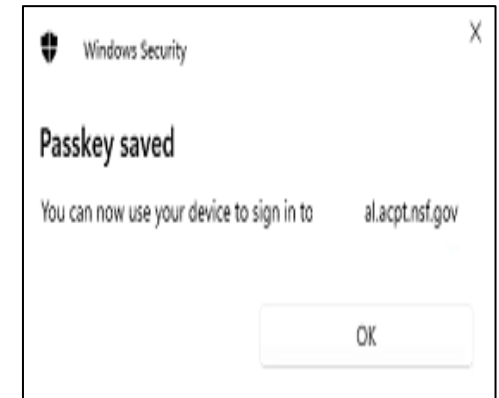 Windows Security
Passkey saved
You can now use your device to sign in to al.acpt.nsf.gov
OK